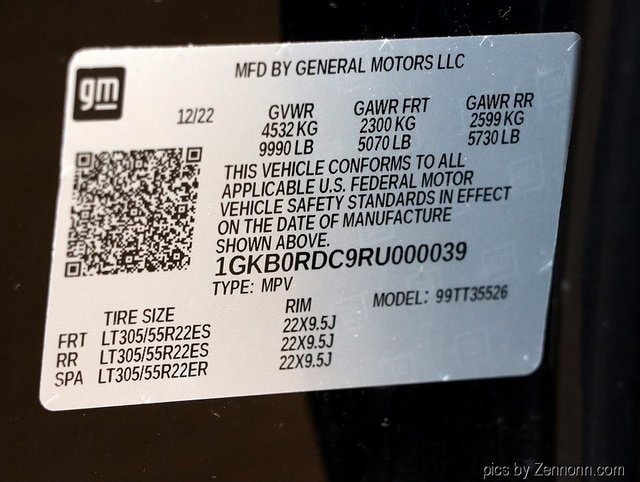 gm
MFD BY GENERAL MOTORS LLC
12/22 GVWR GAWR FRT GAWR RR
4532 KG 2300 KG 2599 KG
9990 LB 5070 LB 5730 LB
THIS VEHICLE CONFORMS TO ALL
APPLICABLE U.S. FEDERAL MOTOR
VEHICLE SAFETY STANDARDS IN EFFECT
ON THE DATE OF MANUFACTURE
SHOWN ABOVE.
1GKB0RDC9RU000039
TYPE: MPV MODEL: 99TT35526
TIRE SIZE RIM
FRT LT305/55R22ES 22X9.5J
RR LT305/55R22ES 22X9.5J
SPA LT305/55R22ER 22X9.5J
pics by Zennonn.com